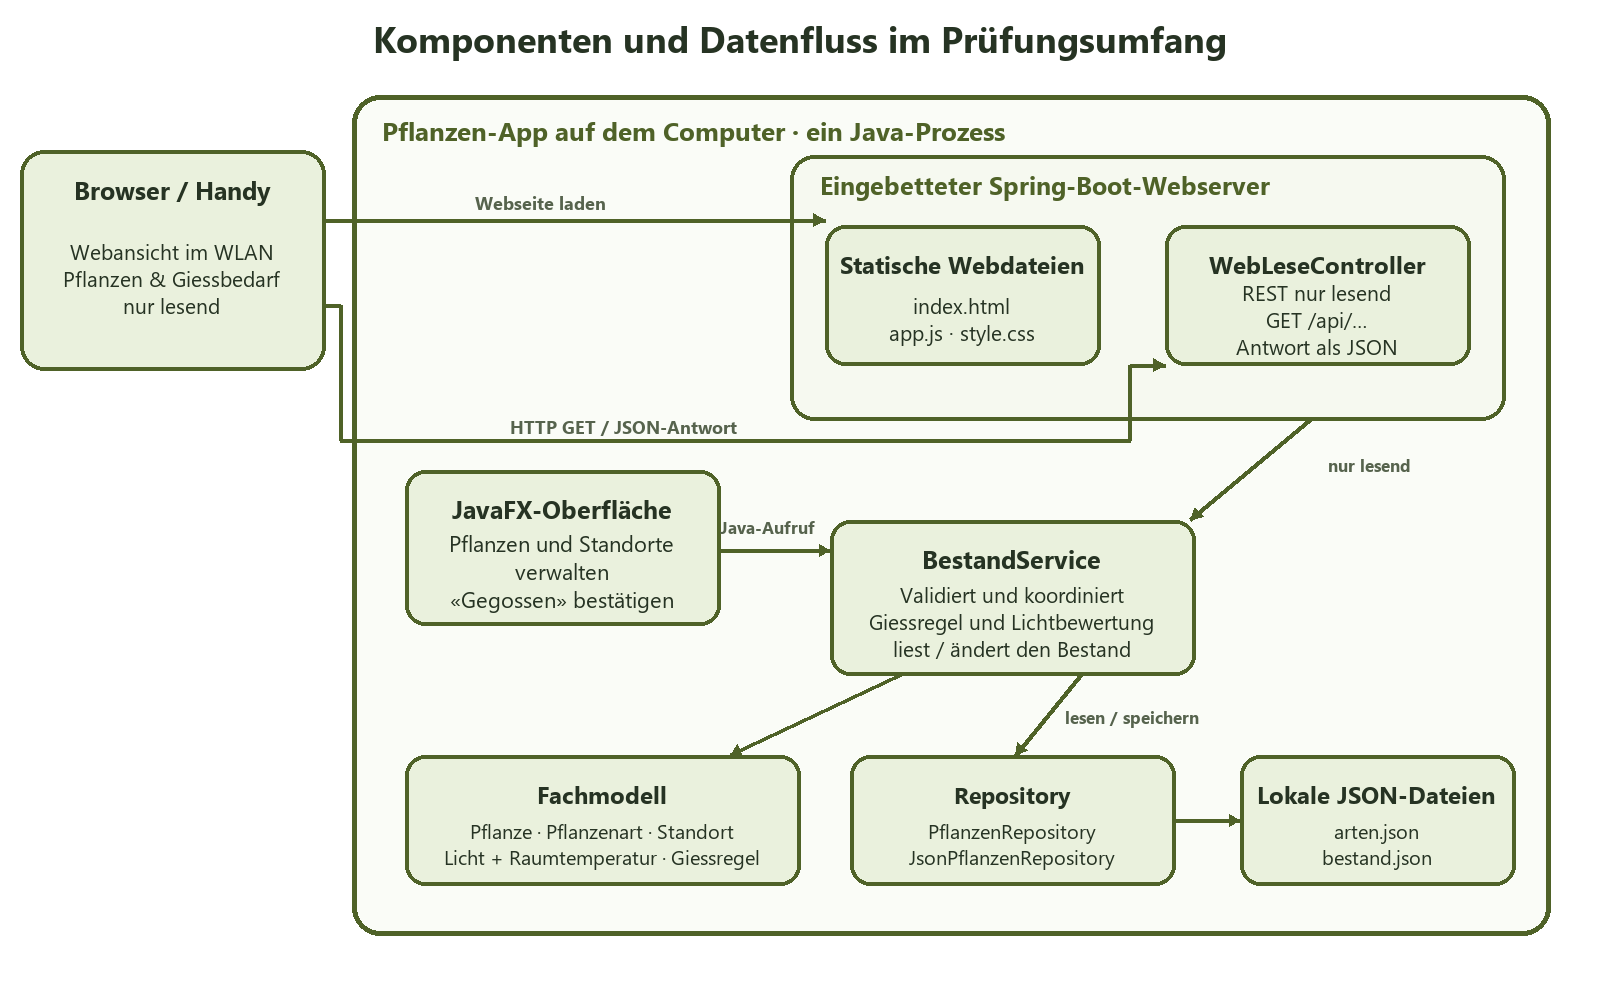 Komponenten und Datenfluss im Prüfungsumfang
Pflanzen-App auf dem Computer · ein Java-Prozess
Browser / Handy
Webansicht im WLAN
Pflanzen & Giessbedarf
nur lesend
Webseite laden
Eingebetteter Spring-Boot-Webserver
Statische Webdateien
index.html
app.js · style.css
WebLeseController
REST nur lesend
GET /api/...
Antwort als JSON
HTTP GET / JSON-Antwort
nur lesend
JavaFX-Oberfläche
Pflanzen und Standorte
verwalten
«Gegossen» bestätigen
Java-Aufruf
BestandService
Validiert und koordiniert
Giessregel und Lichtbewertung
liest / ändert den Bestand
lesen / speichern
Fachmodell
Pflanze · Pflanzenart · Standort
Licht + Raumtemperatur · Giessregel
Repository
PflanzenRepository
JsonPflanzenRepository
Lokale JSON-Dateien
arten.json
bestand.json